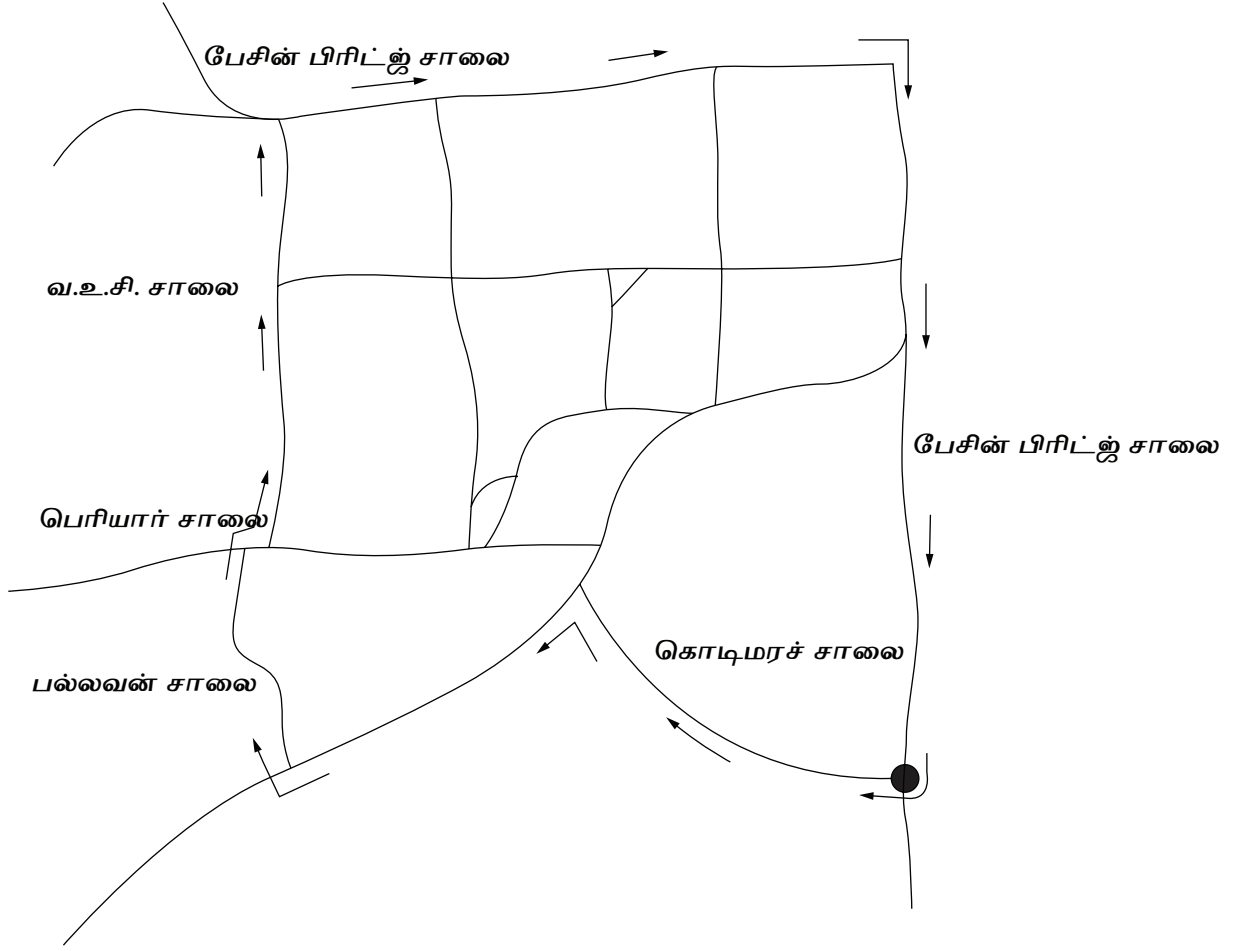 பேசின் பிரிட்ஜ் சாலை
வ.உ.சி. சாலை
பேசின் பிரிட்ஜ் சாலை
பெரியார் சாலை
கொடிமரச் சாலை
பல்லவன் சாலை